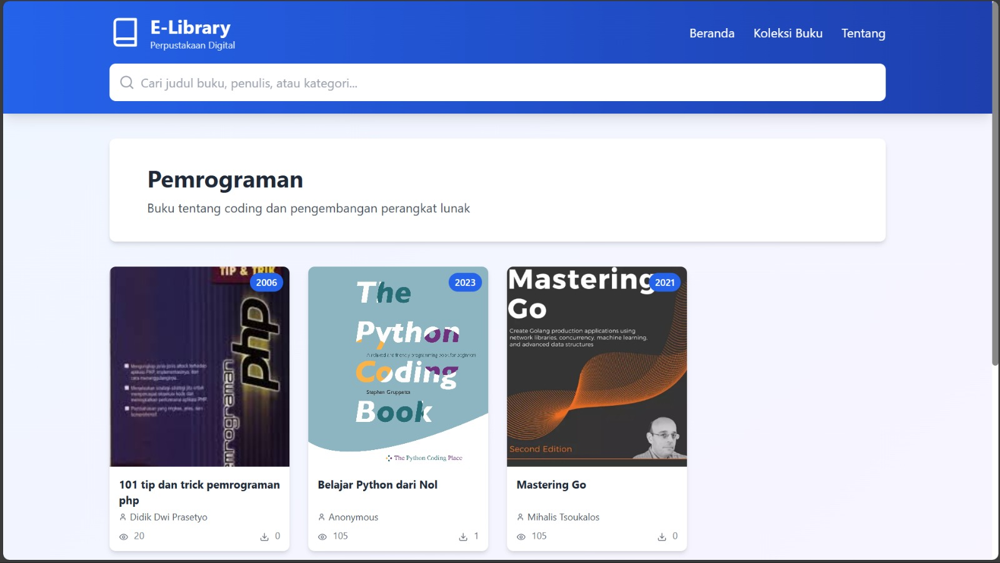 E-Library
Perpustakaan Digital
Beranda
Koleksi Buku
Tentang
Cari judul buku, penulis, atau kategori...
Pemrograman
Buku tentang coding dan pengembangan perangkat lunak
TIP & TRIK
2006
php
emrograman
101 tip dan trick pemrograman
php
Didik Dwi Prasetyo
20
0
The
2023
Python
A relaxed and friendly programming book for beginners
Coding
Stephen Gruppetta
Book
The Python Coding Place
Belajar Python dari Nol
Anonymous
105
1
Mastering
2021
Go
Create Golang production applications using
network libraries, concurrency, machine learning,
and advanced data structures
Second Edition
Mastering Go
Mihalis Tsoukalos
105
0